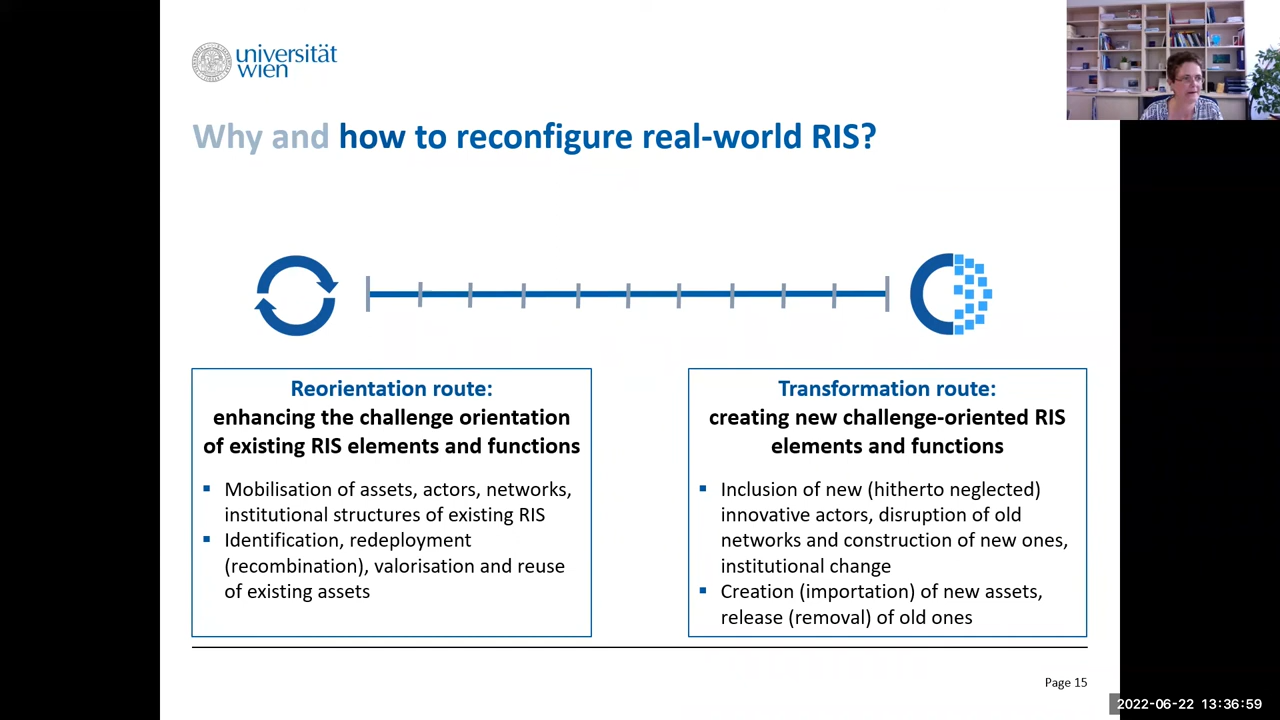 universität
wien
Why and how to reconfigure real-world RIS?
Reorientation route:
enhancing the challenge orientation
of existing RIS elements and functions
▪ Mobilisation of assets, actors, networks,
institutional structures of existing RIS
▪ Identification, redeployment
(recombination), valorisation and reuse
of existing assets
Transformation route:
creating new challenge-oriented RIS
elements and functions
▪ Inclusion of new (hitherto neglected)
innovative actors, disruption of old
networks and construction of new ones,
institutional change
▪ Creation (importation) of new assets,
release (removal) of old ones
Page 15
2022-06-22 13:36:59